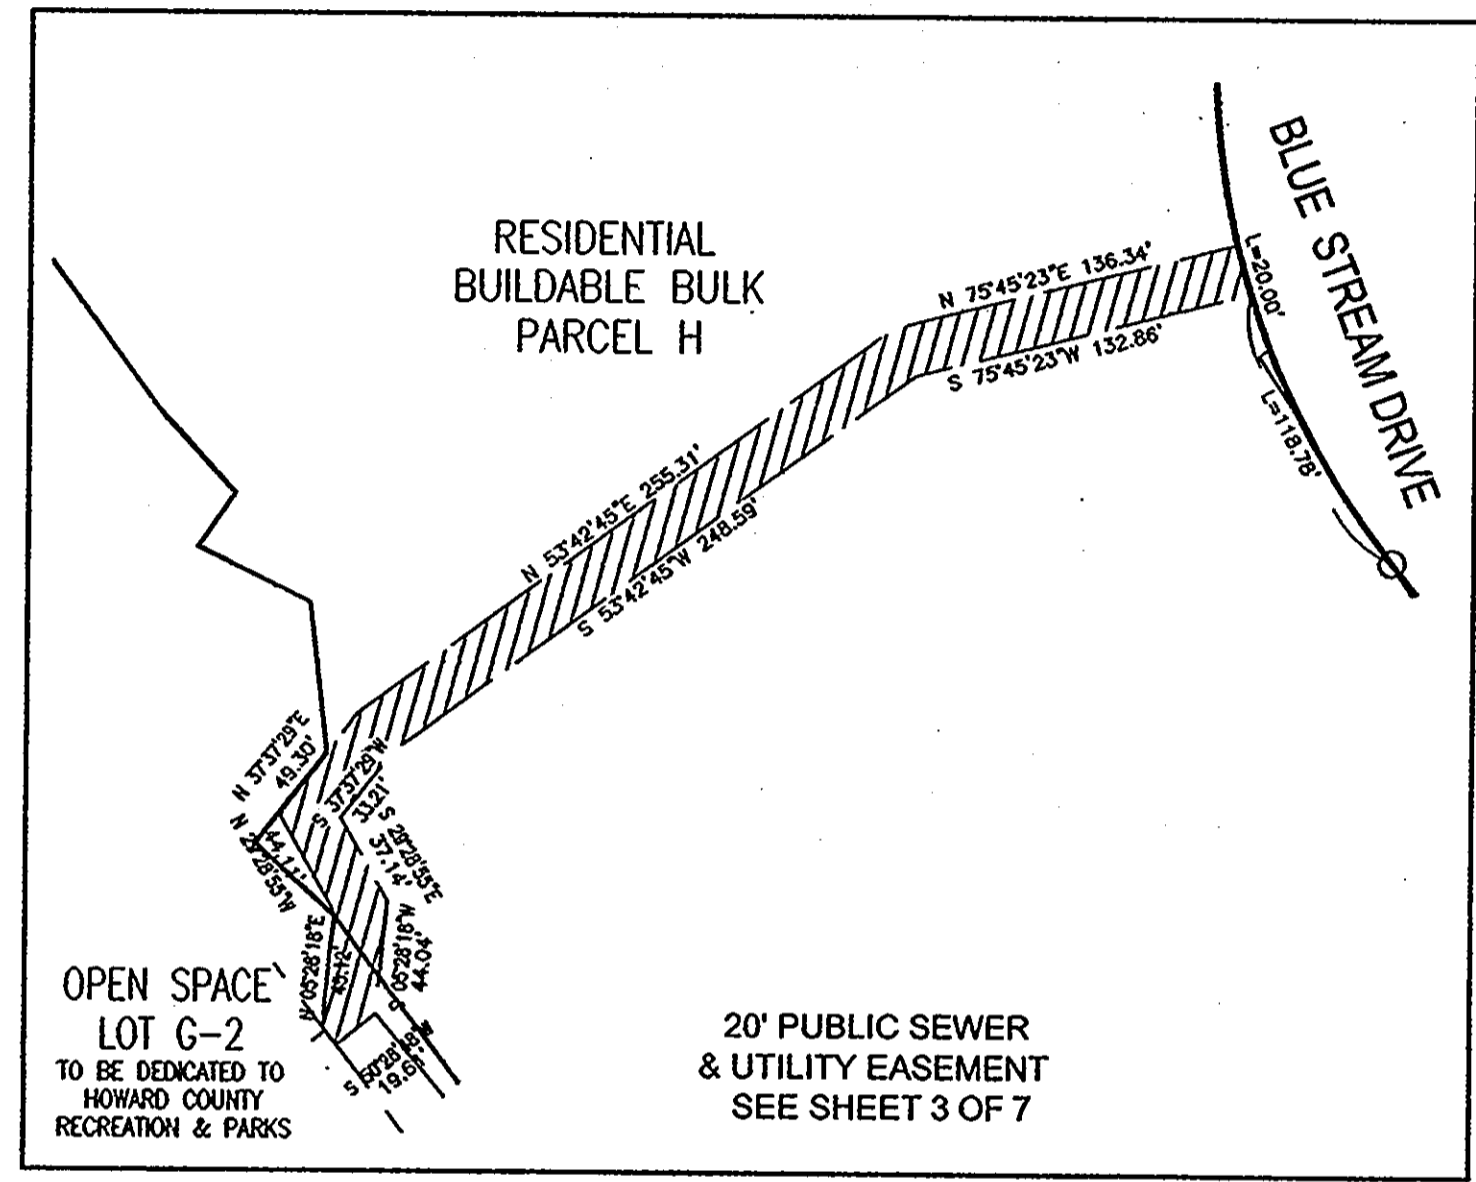 BLUE STREAM DRIVE
RESIDENTIAL
BUILDABLE BULK
PARCEL H
N 75°45'23"E 136.34'
L=20.00'
S 75°45'23"W 132.86'
L=118.78'
N 53°42'45"E 255.31'
S 53°42'45"W 248.59'
N 37°37'29"E
49.30'
S 37°37'29"W
33.21'
N 29°28'55"W
44.11'
S 29°28'55"E
37.14'
N 05°28'18"E
S 05°28'18"W
44.04'
OPEN SPACE
LOT G-2
TO BE DEDICATED TO
HOWARD COUNTY
RECREATION & PARKS
20' PUBLIC SEWER
& UTILITY EASEMENT
SEE SHEET 3 OF 7